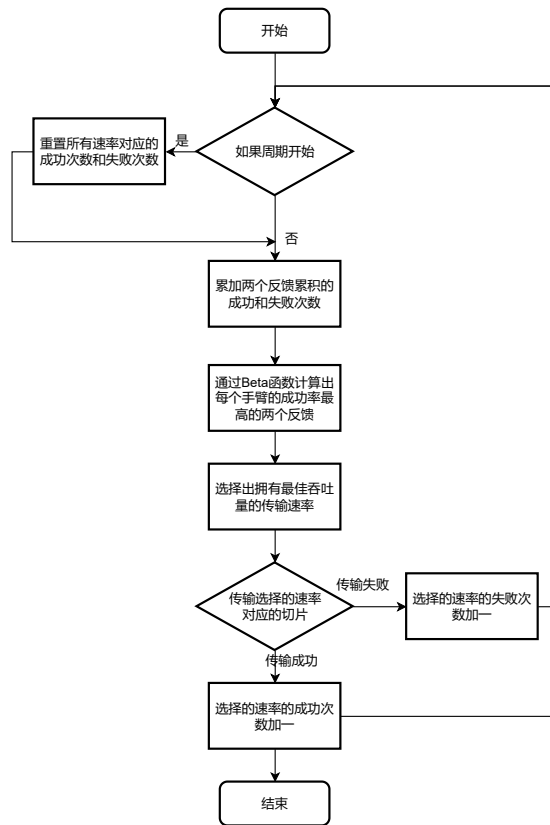 开始
如果周期开始
是
重置所有速率对应的
成功次数和失败次数
否
累加两个反馈累积的
成功和失败次数
通过Beta函数计算出
每个手臂的成功率最
高的两个反馈
选择出拥有最佳吞吐
量的传输速率
传输选择的速率
对应的切片
传输失败
选择的速率的失败次
数加一
传输成功
选择的速率的成功次
数加一
结束